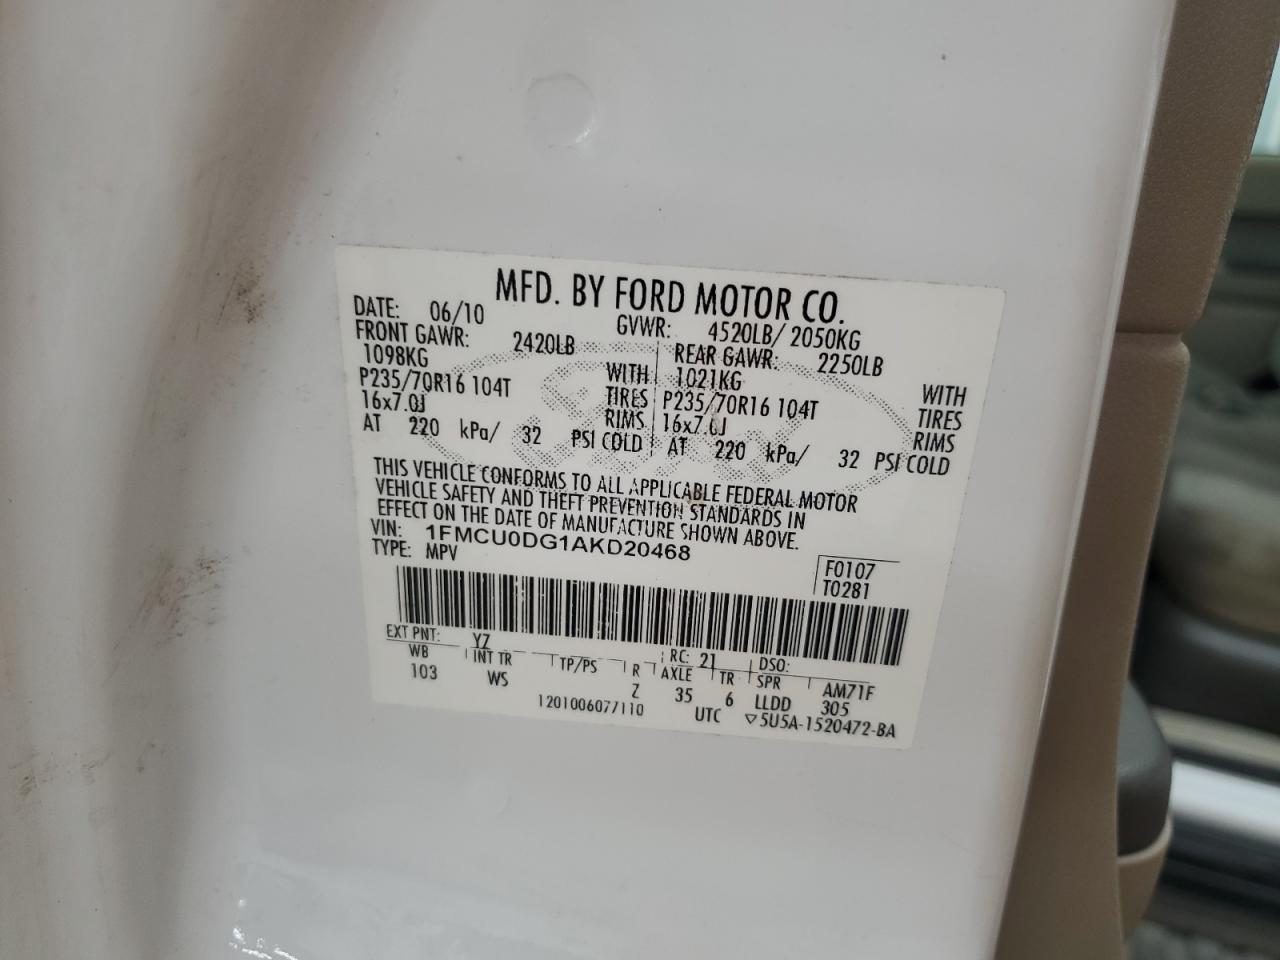 MFD. BY FORD MOTOR CO.
DATE: 06/10 GVWR: 4520LB/ 2050KG
FRONT GAWR: 2420LB REAR GAWR: 2250LB
1098KG WITH 1021KG WITH
P235/70R16 104T TIRES P235/70R16 104T TIRES
16x7.0J RIMS 16x7.0J RIMS
AT 220 kPa/ 32 PSI COLD AT 220 kPa/ 32 PSI COLD
THIS VEHICLE CONFORMS TO ALL APPLICABLE FEDERAL MOTOR
VEHICLE SAFETY AND THEFT PREVENTION STANDARDS IN
EFFECT ON THE DATE OF MANUFACTURE SHOWN ABOVE.
VIN: 1FMCU0DG1AKD20468
TYPE: MPV
F0107
T0281
EXT PNT: YZ RC: 21 DSO:
WB INT TR TP/PS R AXLE TR SPR AM71F
103 WS Z 35 6 LLDD 305
1201006077110 UTC ▽5U5A-1520472-BA